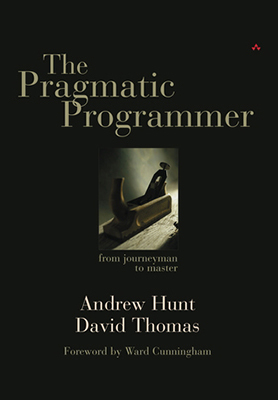 The
Pragmatic
Programmer
from journeyman
to master
Andrew Hunt
David Thomas
Foreword by Ward Cunningham